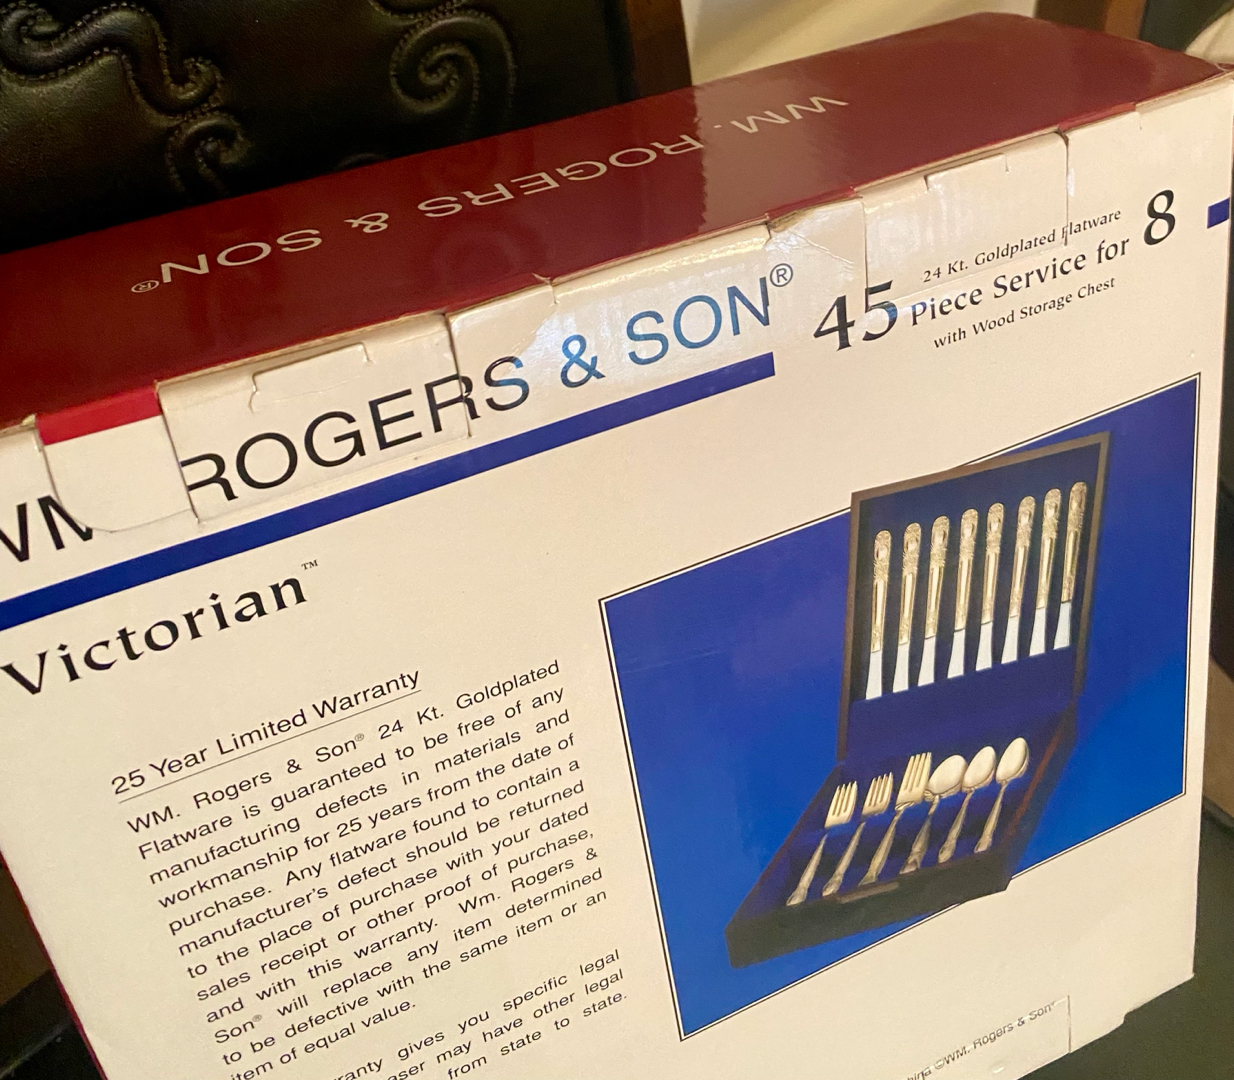 WM. ROGERS & SON®
WM. ROGERS & SON®
45
24 Kt. Goldplated Flatware
Piece Service for 8
with Wood Storage Chest
Victorian™
25 Year Limited Warranty
WM. Rogers & Son® 24 Kt. Goldplated
Flatware is guaranteed to be free of any
manufacturing defects in materials and
workmanship for 25 years from the date of
purchase. Any flatware found to contain a
manufacturer's defect should be returned
to the place of purchase with your dated
sales receipt or other proof of purchase,
and with this warranty. Wm. Rogers &
Son® will replace any item determined
to be defective with the same item or an
item of equal value.
gives you specific legal
may have other legal
from state to state.
©WM. Rogers & Son